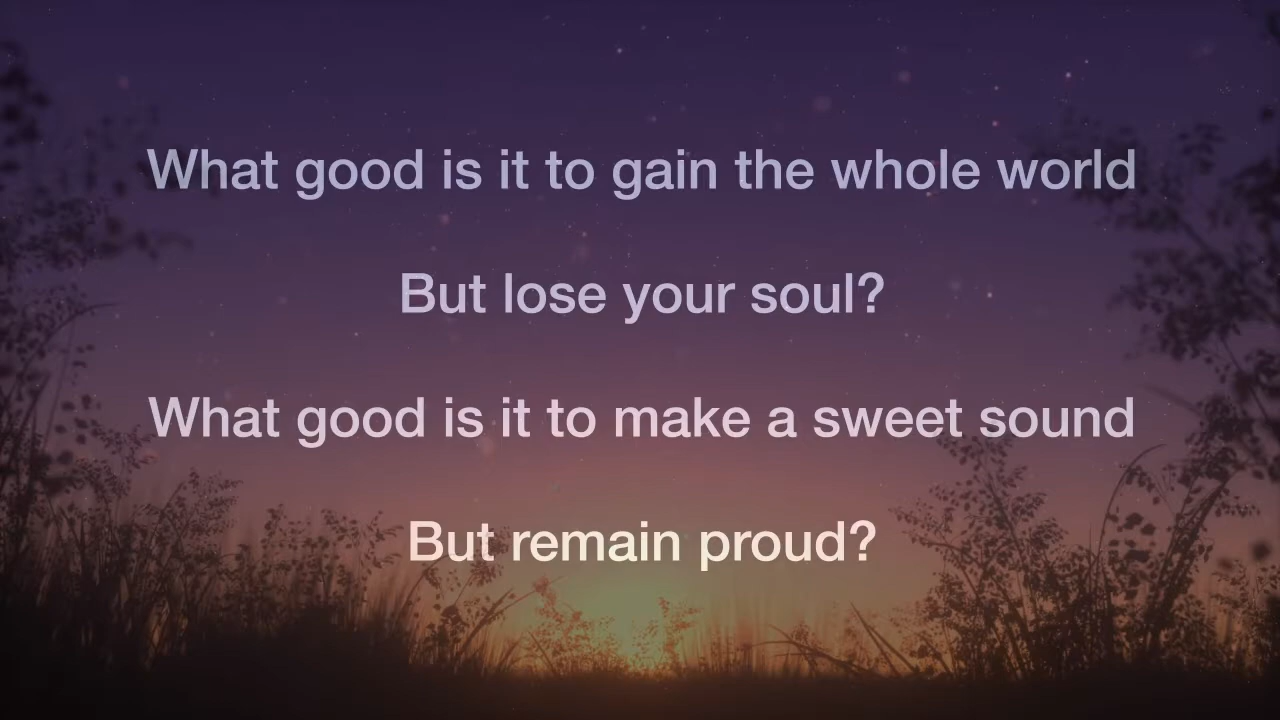 What good is it to gain the whole world
But lose your soul?
What good is it to make a sweet sound
But remain proud?